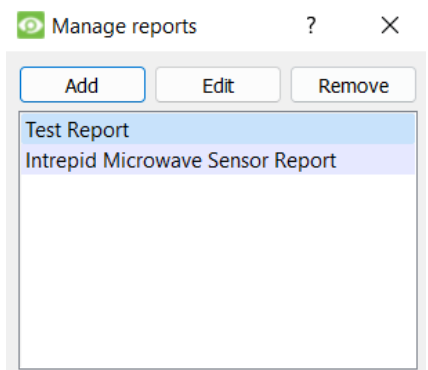 Manage reports ? ×
Add Edit Remove
Test Report
Intrepid Microwave Sensor Report